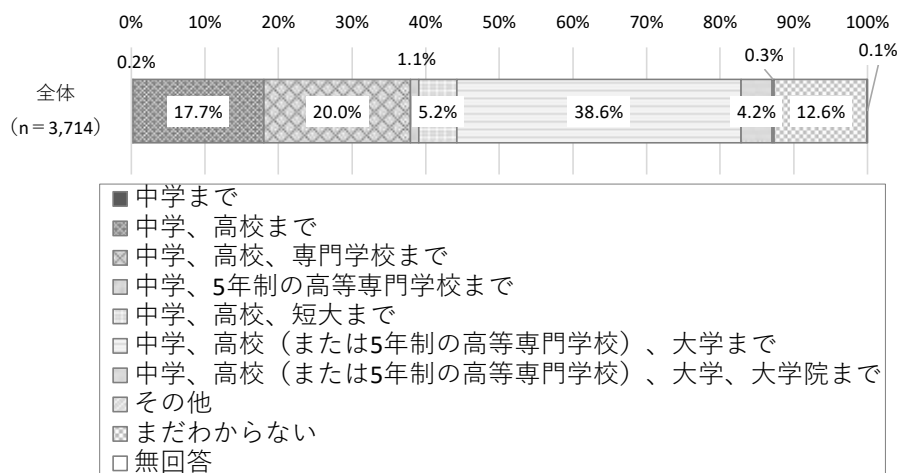 0% 10% 20% 30% 40% 50% 60% 70% 80% 90% 100%
0.2% 1.1% 0.3% 0.1%
全体
（n＝3,714）
17.7% 20.0% 5.2% 38.6% 4.2% 12.6%
中学まで
中学、高校まで
中学、高校、専門学校まで
中学、5年制の高等専門学校まで
中学、高校、短大まで
中学、高校（または5年制の高等専門学校）、大学まで
中学、高校（または5年制の高等専門学校）、大学、大学院まで
その他
まだわからない
無回答